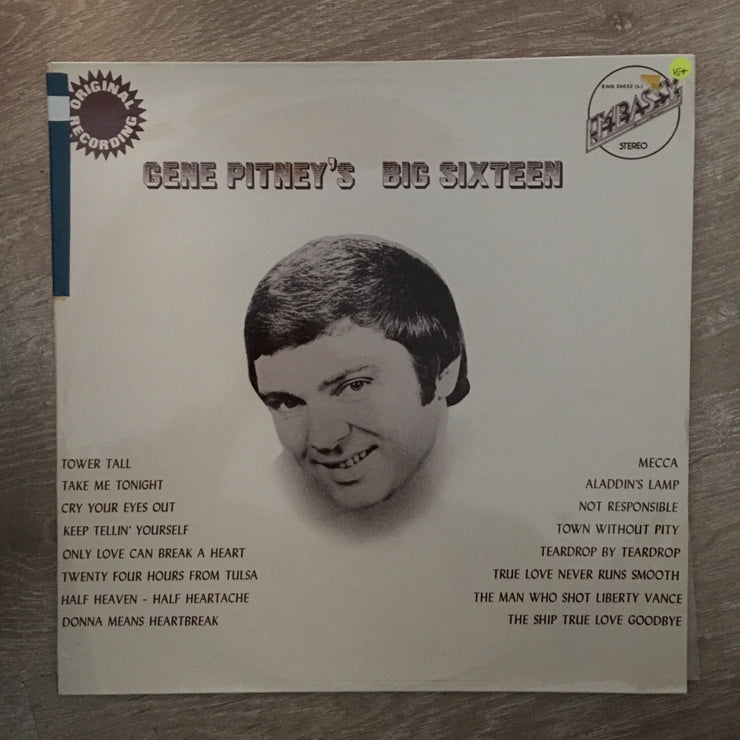 ORIGINAL
RECORDING
VG+
EMB 30032 (L)
EMBASSY
STEREO
GENE PITNEY'S BIG SIXTEEN
TOWER TALL
TAKE ME TONIGHT
CRY YOUR EYES OUT
KEEP TELLIN' YOURSELF
ONLY LOVE CAN BREAK A HEART
TWENTY FOUR HOURS FROM TULSA
HALF HEAVEN - HALF HEARTACHE
DONNA MEANS HEARTBREAK
MECCA
ALADDIN'S LAMP
NOT RESPONSIBLE
TOWN WITHOUT PITY
TEARDROP BY TEARDROP
TRUE LOVE NEVER RUNS SMOOTH
THE MAN WHO SHOT LIBERTY VANCE
THE SHIP TRUE LOVE GOODBYE